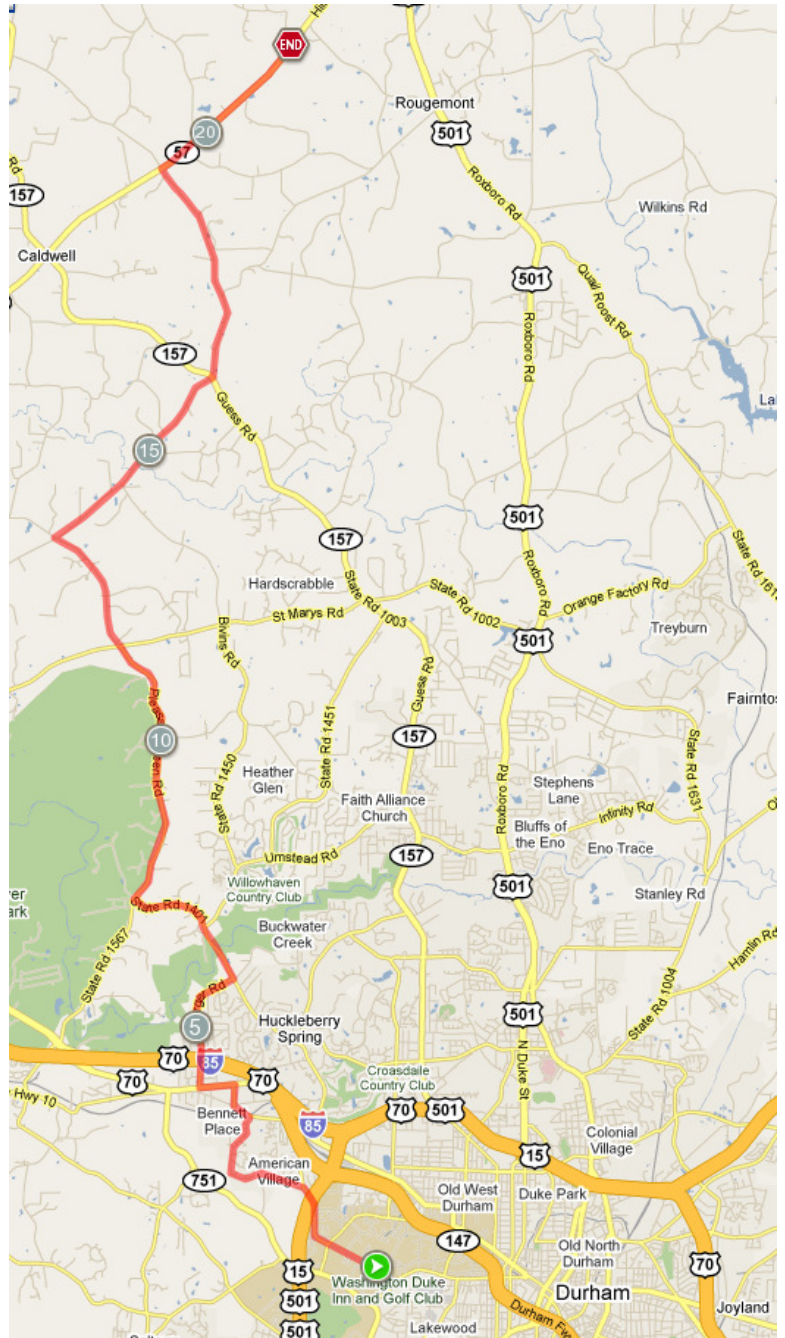 END
501
Rougemont
20
57
501
Rd
157
Roxboro Rd
Wilkins Rd
Caldwell
501
Quail Roost Rd
Roxboro Rd
157
Guess Rd
15
501
157
Roxboro Rd
State Rd 1003
Hardscrabble
State Rd 1002
Orange Factory Rd
St Marys Rd
Bivins Rd
501
Treyburn
Guess Rd
State Rd 1451
Fairntos
10
157
State Rd 1631
State Rd 1450
Heather
Glen
Faith Alliance
Church
Roxboro Rd
Stephens
Lane
Infinity Rd
Bluffs of
the Eno
Eno Trace
Umstead Rd
157
Willowhaven
Country Club
501
Stanley Rd
State Rd 1401
Buckwater
Creek
State Rd 1567
Hamlin Rd
State Rd 1004
5
Huckleberry
Spring
501
N Duke St
70
85
70
70
Croasdale
Country Club
Hwy 10
Bennett
Place
70
501
85
Colonial
Village
15
American
Village
751
Old West
Durham
Duke Park
147
Old North
Durham
15
70
Washington Duke
Inn and Golf Club
Durham
501
Joyland
501
Lakewood